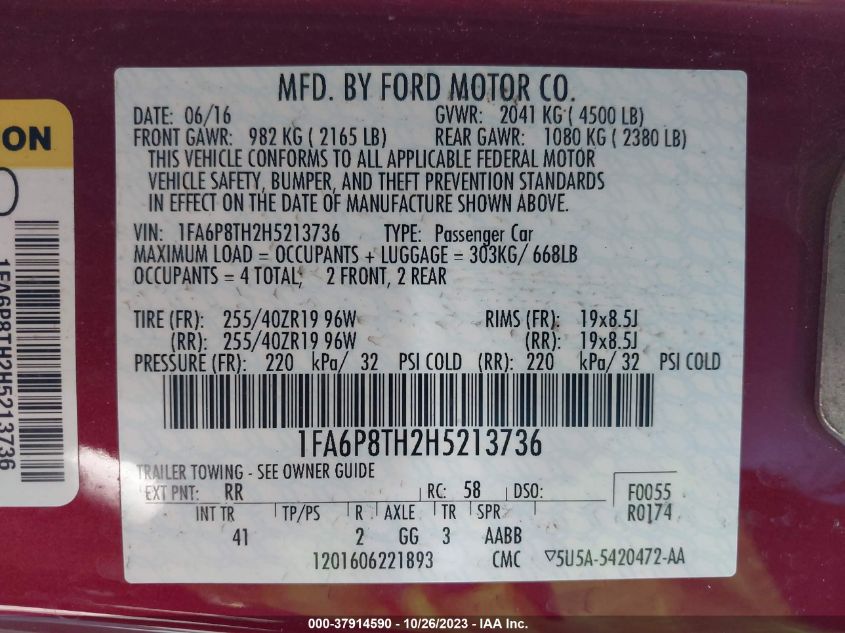 MFD. BY FORD MOTOR CO.
DATE: 06/16 GVWR: 2041 KG ( 4500 LB)
FRONT GAWR: 982 KG ( 2165 LB) REAR GAWR: 1080 KG ( 2380 LB)
THIS VEHICLE CONFORMS TO ALL APPLICABLE FEDERAL MOTOR
VEHICLE SAFETY, BUMPER, AND THEFT PREVENTION STANDARDS
IN EFFECT ON THE DATE OF MANUFACTURE SHOWN ABOVE.
VIN: 1FA6P8TH2H5213736 TYPE: Passenger Car
MAXIMUM LOAD = OCCUPANTS + LUGGAGE = 303KG/ 668LB
OCCUPANTS = 4 TOTAL; 2 FRONT, 2 REAR
TIRE (FR): 255/40ZR19 96W RIMS (FR): 19x8.5J
(RR): 255/40ZR19 96W (RR): 19x8.5J
PRESSURE (FR): 220 kPa/ 32 PSI COLD (RR): 220 kPa/ 32 PSI COLD
1FA6P8TH2H5213736
TRAILER TOWING - SEE OWNER GUIDE
EXT PNT: RR RC: 58 DSO: F0055
INT TR TP/PS R AXLE TR SPR R0174
41 2 GG 3 AABB
1201606221893 CMC ▽5U5A-5420472-AA
ON
1FA6P8TH2H5213736
000-37914590 - 10/26/2023 - IAA Inc.